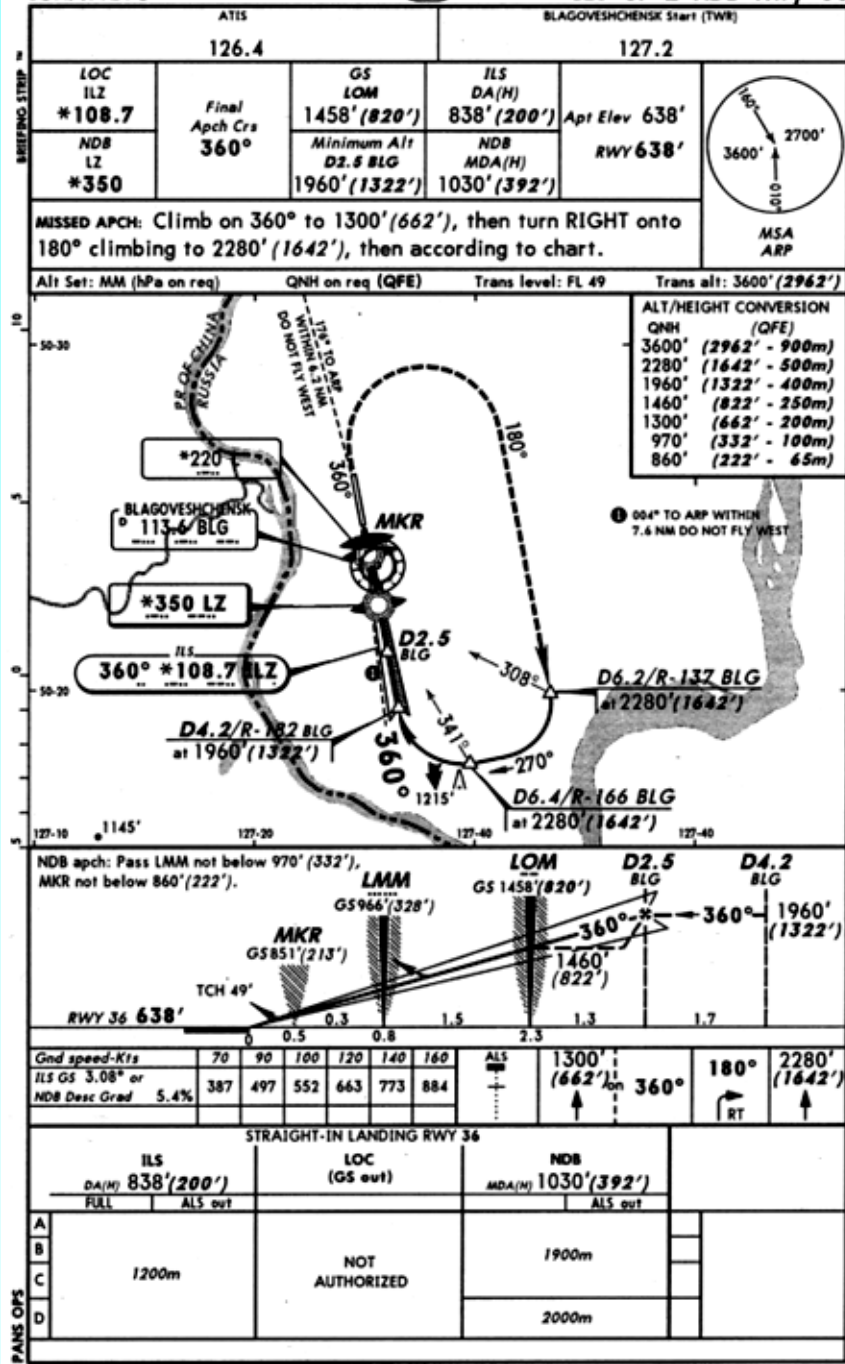 ATIS
126.4
BLAGOVESHCHENSK Start (TWR)
127.2
BRIEFING STRIP
LOC
ILZ
*108.7
Final
Apch Crs
360°
GS
LOM
1458' (820')
ILS
DA(H)
838' (200')
Apt Elev 638'
RWY 638'
NDB
LZ
*350
Minimum Alt
D2.5 BLG
1960' (1322')
NDB
MDA(H)
1030' (392')
160°
2700'
3600'
010°
MSA
ARP
MISSED APCH: Climb on 360° to 1300' (662'), then turn RIGHT onto
180° climbing to 2280' (1642'), then according to chart.
Alt Set: MM (hPa on req) QNH on req (QFE) Trans level: FL 49 Trans alt: 3600' (2962')
ALT/HEIGHT CONVERSION
QNH (QFE)
3600' (2962' - 900m)
2280' (1642' - 500m)
1960' (1322' - 400m)
1460' (822' - 250m)
1300' (662' - 200m)
970' (332' - 100m)
860' (222' - 65m)
10
50-30
P.R. OF CHINA
RUSSIA
176° TO ARP
WITHIN 6.2 NM
DO NOT FLY WEST
180°
*220
360°
5
BLAGOVESHCHENSK
D 113.6 BLG
MKR
004° TO ARP WITHIN
7.6 NM DO NOT FLY WEST
*350 LZ
ILS
360° *108.7 ILZ
D2.5
BLG
0
50-20
308°
D6.2/R-137 BLG
at 2280' (1642')
D4.2/R-182 BLG
at 1960' (1322')
341°
360°
270°
1215'
D6.4/R-166 BLG
at 2280' (1642')
5
127-10
1145'
127-20
127-40
127-40
NDB apch: Pass LMM not below 970' (332'),
MKR not below 860' (222').
LMM
GS 966' (328')
LOM
GS 1458' (820')
D2.5
BLG
D4.2
BLG
MKR
GS 851' (213')
360°
360°
1960'
(1322')
1460'
(822')
TCH 49'
RWY 36 638'
0.3 1.5 1.3 1.7
0 0.5 0.8 2.3
Gnd speed-Kts 70 90 100 120 140 160
ILS GS 3.08° or
NDB Desc Grad 5.4% 387 497 552 663 773 884
ALS
1300'
(662')
on 360°
180°
RT
2280'
(1642')
STRAIGHT-IN LANDING RWY 36
ILS
DA(H) 838' (200')
LOC
(GS out)
NDB
MDA(H) 1030' (392')
FULL ALS out
ALS out
A
B
C
D
1200m
NOT
AUTHORIZED
1900m
2000m
PANS OPS